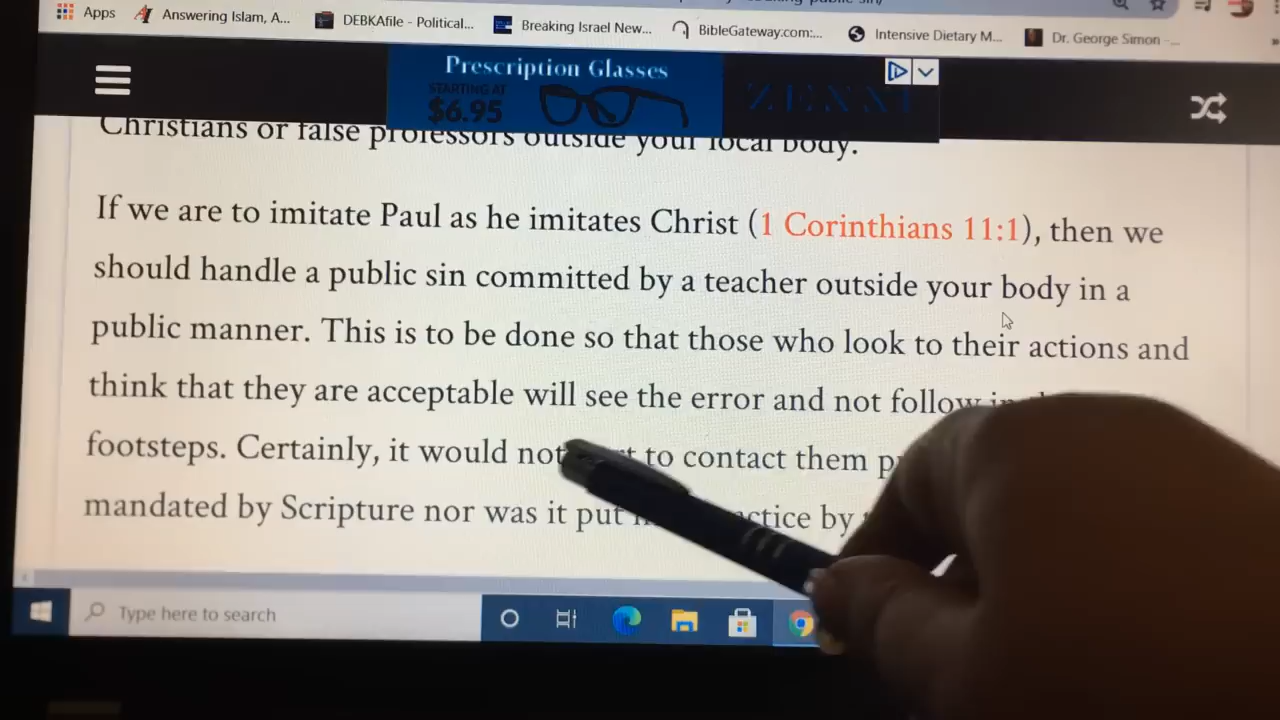 Apps Answering Islam, A... DEBKAfile - Political... Breaking Israel New... BibleGateway.com:... Intensive Dietary M... Dr. George Simon -...
Prescription Glasses
STARTING AT
$6.95
ZENNI
Christians or false professors outside your local body.
If we are to imitate Paul as he imitates Christ (1 Corinthians 11:1), then we
should handle a public sin committed by a teacher outside your body in a
public manner. This is to be done so that those who look to their actions and
think that they are acceptable will see the error and not follow in
footsteps. Certainly, it would not to contact them
mandated by Scripture nor was it put by
Type here to search